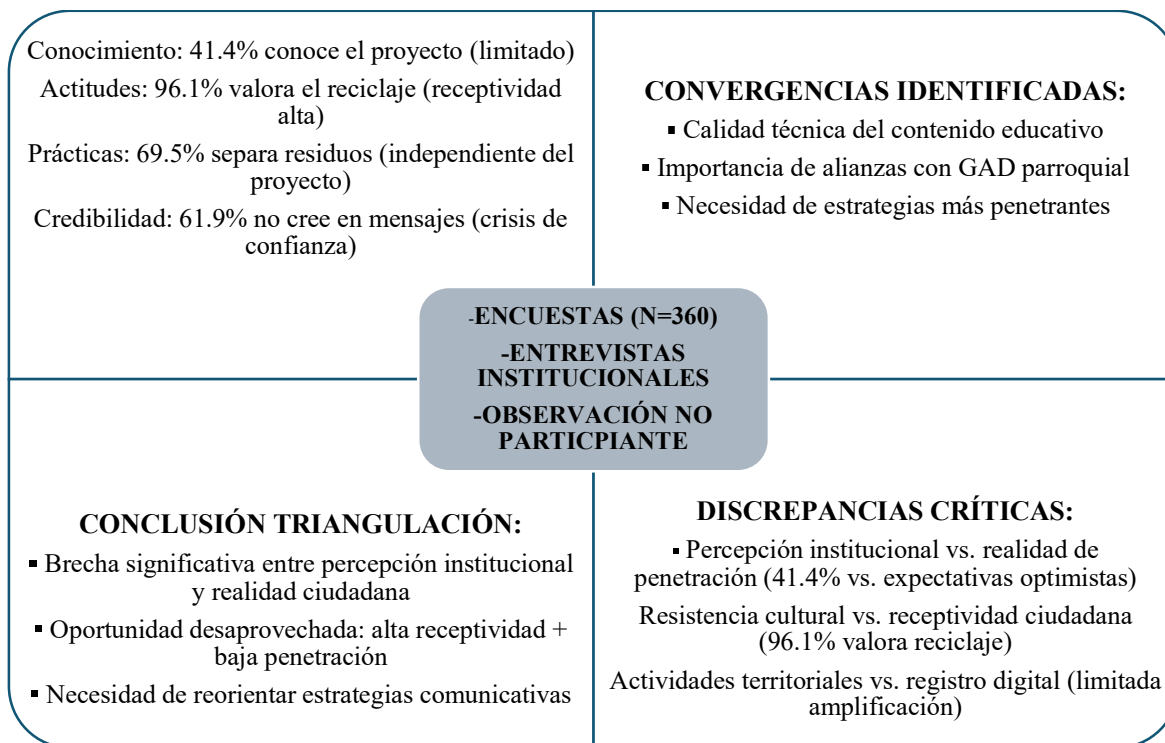 Conocimiento: 41.4% conoce el proyecto (limitado)
Actitudes: 96.1% valora el reciclaje (receptividad
alta)
Prácticas: 69.5% separa residuos (independiente del
proyecto)
Credibilidad: 61.9% no cree en mensajes (crisis de
confianza)
CONVERGENCIAS IDENTIFICADAS:
▪ Calidad técnica del contenido educativo
▪ Importancia de alianzas con GAD parroquial
▪ Necesidad de estrategias más penetrantes
-ENCUESTAS (N=360)
-ENTREVISTAS
INSTITUCIONALES
-OBSERVACIÓN NO
PARTICPIANTE
CONCLUSIÓN TRIANGULACIÓN:
▪ Brecha significativa entre percepción institucional
y realidad ciudadana
▪ Oportunidad desaprovechada: alta receptividad +
baja penetración
▪ Necesidad de reorientar estrategias comunicativas
DISCREPANCIAS CRÍTICAS:
▪ Percepción institucional vs. realidad de
penetración (41.4% vs. expectativas optimistas)
Resistencia cultural vs. receptividad ciudadana
(96.1% valora reciclaje)
Actividades territoriales vs. registro digital (limitada
amplificación)